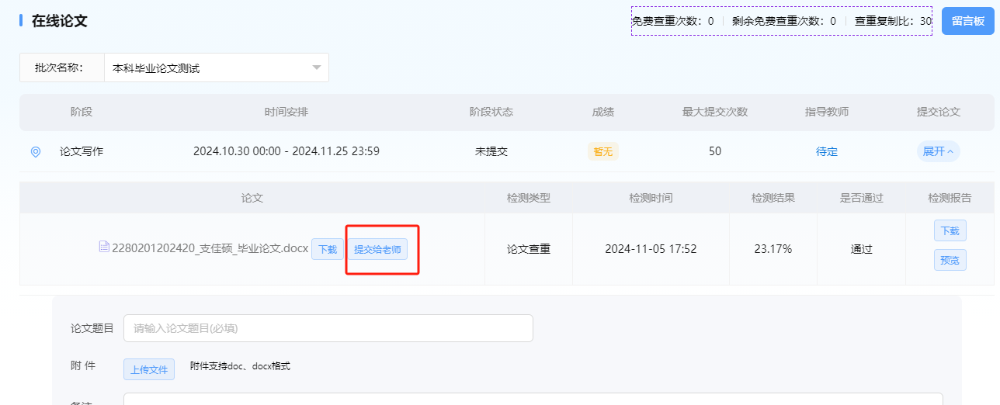 在线论文
免费查重次数：0 剩余免费查重次数：0 查重复制比：30
留言板
批次名称： 本科毕业论文测试
阶段 时间安排 阶段状态 成绩 最大提交次数 指导教师 提交论文
论文写作 2024.10.30 00:00 - 2024.11.25 23:59 未提交 暂无 50 待定 展开
论文 检测类型 检测时间 检测结果 是否通过 检测报告
2280201202420_支佳硕_毕业论文.docx 下载 提交给老师 论文查重 2024-11-05 17:52 23.17% 通过 下载
预览
论文题目 请输入论文题目(必填)
附 件 上传文件 附件支持doc、docx格式